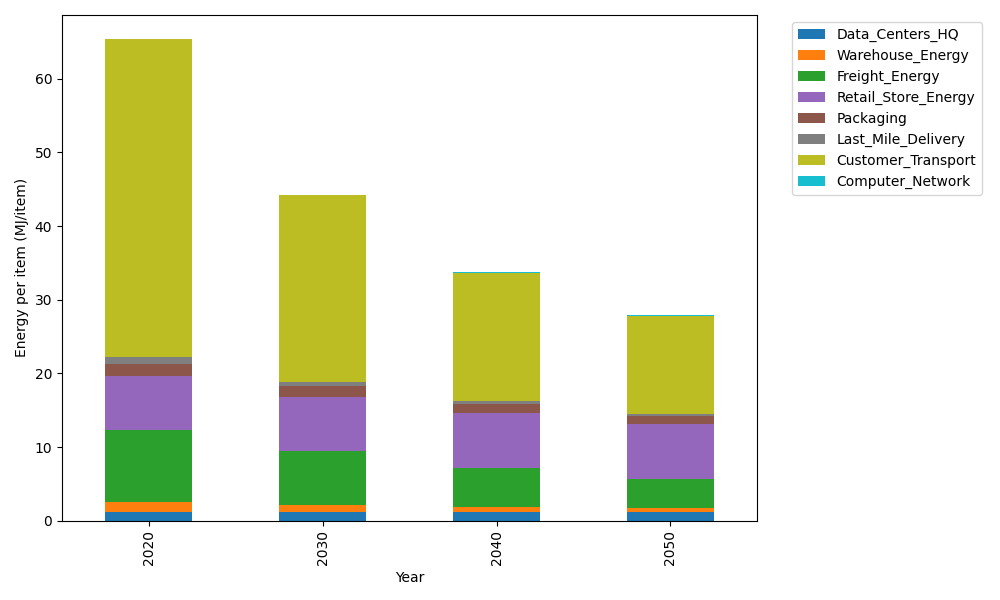 Energy per item (MJ/item)
60
50
40
30
20
10
0
2020
2030
2040
2050
Year
Data_Centers_HQ
Warehouse_Energy
Freight_Energy
Retail_Store_Energy
Packaging
Last_Mile_Delivery
Customer_Transport
Computer_Network